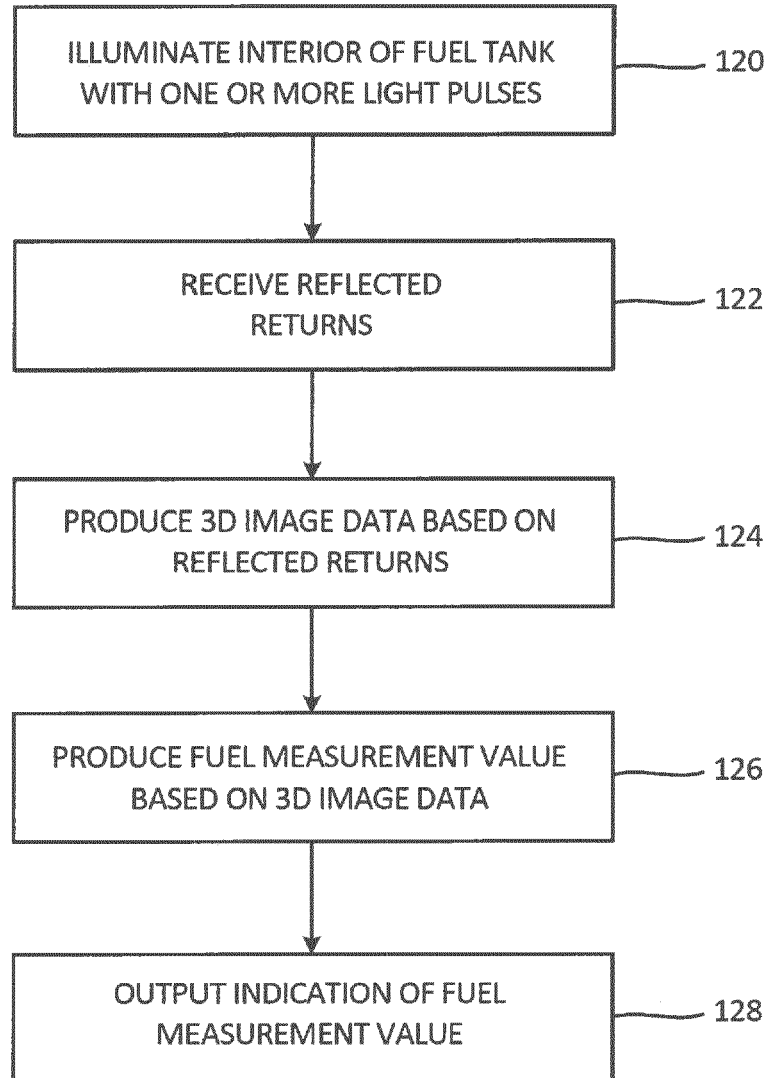 ILLUMINATE INTERIOR OF FUEL TANK
WITH ONE OR MORE LIGHT PULSES
120
RECEIVE REFLECTED
RETURNS
122
PRODUCE 3D IMAGE DATA BASED ON
REFLECTED RETURNS
124
PRODUCE FUEL MEASUREMENT VALUE
BASED ON 3D IMAGE DATA
126
OUTPUT INDICATION OF FUEL
MEASUREMENT VALUE
128